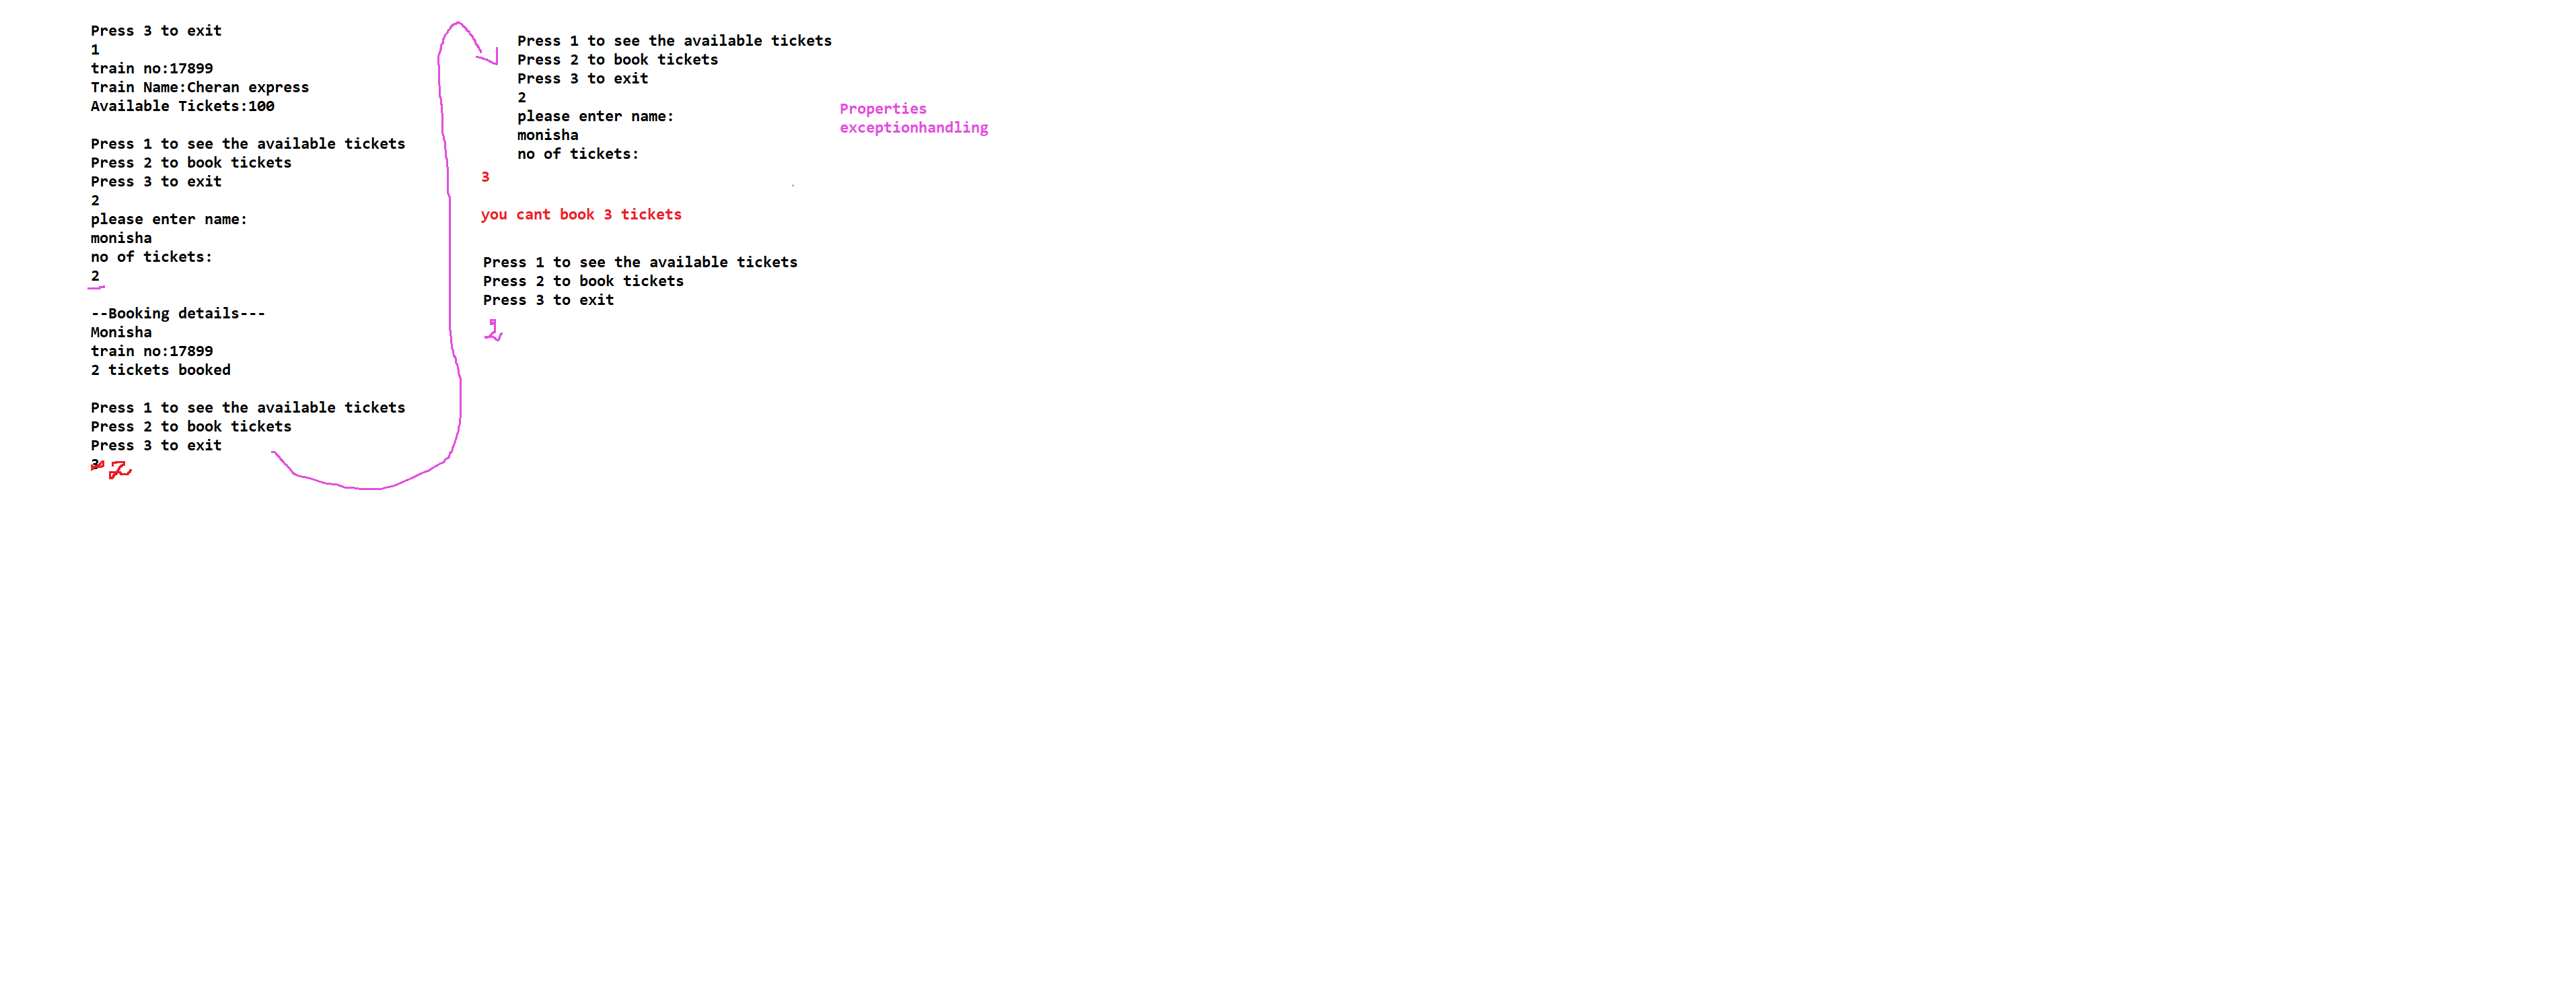 Press 3 to exit
1
train no:17899
Train Name:Cheran express
Available Tickets:100
Press 1 to see the available tickets
Press 2 to book tickets
Press 3 to exit
2
please enter name:
monisha
no of tickets:
2
--Booking details---
Monisha
train no:17899
2 tickets booked
Press 1 to see the available tickets
Press 2 to book tickets
Press 3 to exit
3 2
Press 1 to see the available tickets
Press 2 to book tickets
Press 3 to exit
2
please enter name:
monisha
no of tickets:
3
you cant book 3 tickets
Press 1 to see the available tickets
Press 2 to book tickets
Press 3 to exit
Properties
exceptionhandling